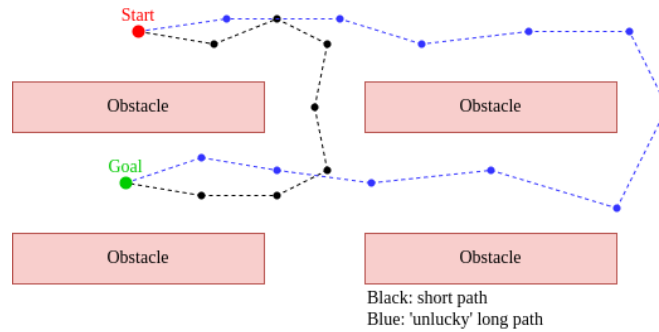 Start
Obstacle
Obstacle
Goal
Obstacle
Obstacle
Black: short path
Blue: 'unlucky' long path